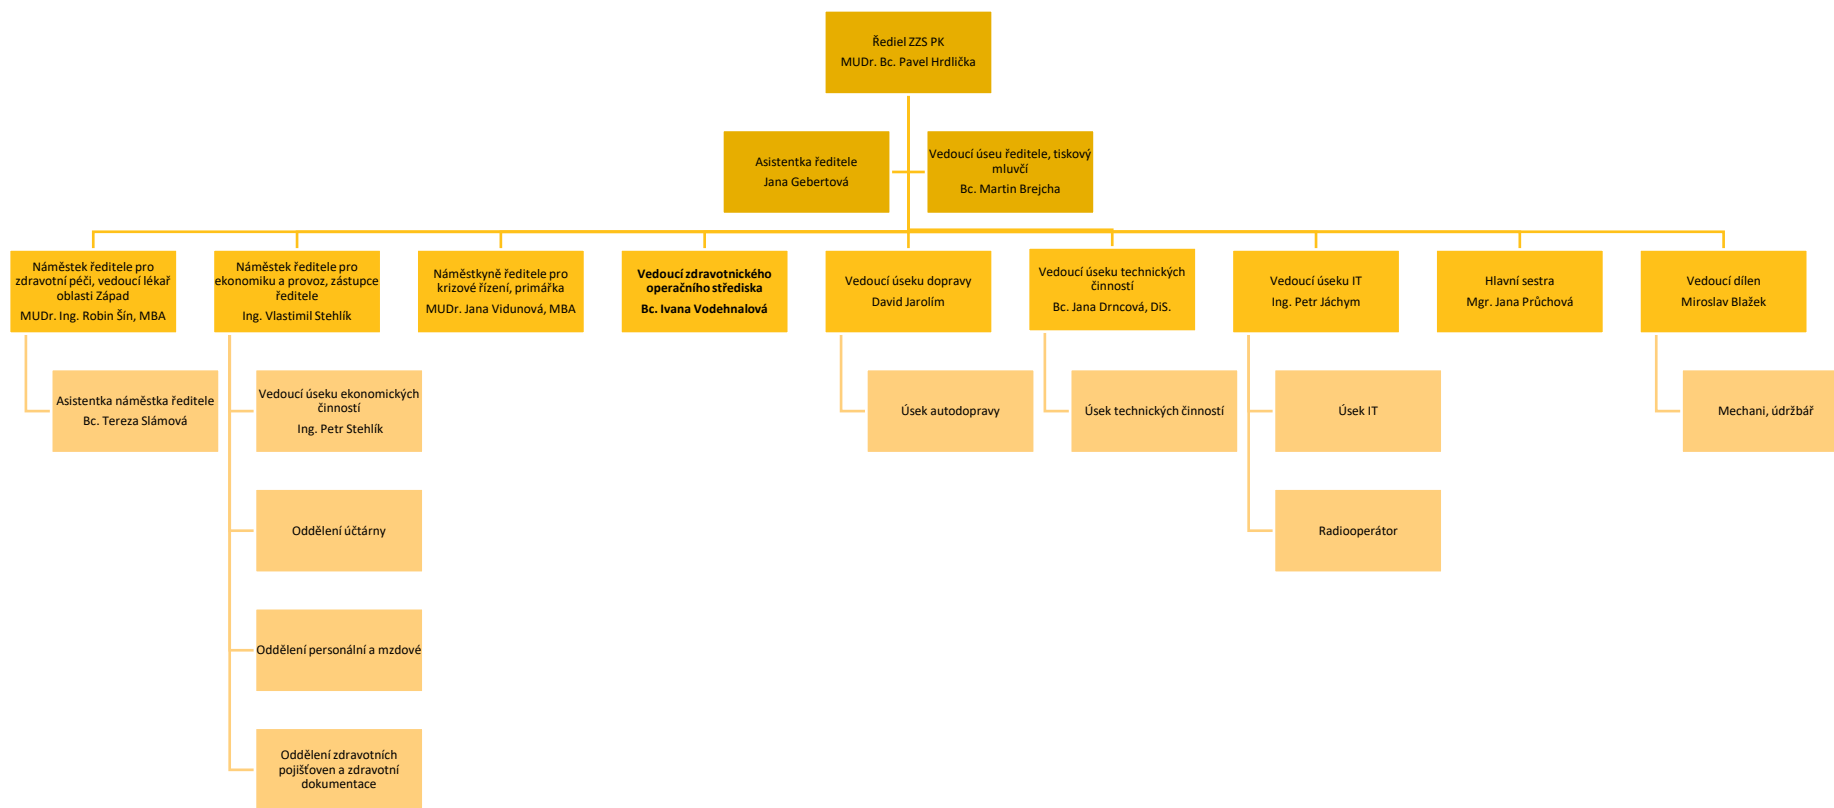 Řediel ZZS PK
MUDr. Bc. Pavel Hrdlička
Asistentka ředitele
Jana Gebertová
Vedoucí úseu ředitele, tiskový
mluvčí
Bc. Martin Brejcha
Náměstek ředitele pro
zdravotní péči, vedoucí lékař
oblasti Západ
MUDr. Ing. Robin Šín, MBA
Náměstek ředitele pro
ekonomiku a provoz, zástupce
ředitele
Ing. Vlastimil Stehlík
Náměstkyně ředitele pro
krizové řízení, primářka
MUDr. Jana Vidunová, MBA
Vedoucí zdravotnického
operačního střediska
Bc. Ivana Vodehnalová
Vedoucí úseku dopravy
David Jarolím
Vedoucí úseku technických
činností
Bc. Jana Drncová, DiS.
Vedoucí úseku IT
Ing. Petr Jáchym
Hlavní sestra
Mgr. Jana Průchová
Vedoucí dílen
Miroslav Blažek
Asistentka náměstka ředitele
Bc. Tereza Slámová
Vedoucí úseku ekonomických
činností
Ing. Petr Stehlík
Úsek autodopravy
Úsek technických činností
Úsek IT
Mechani, údržbář
Oddělení účtárny
Radiooperátor
Oddělení personální a mzdové
Oddělení zdravotních
pojišťoven a zdravotní
dokumentace